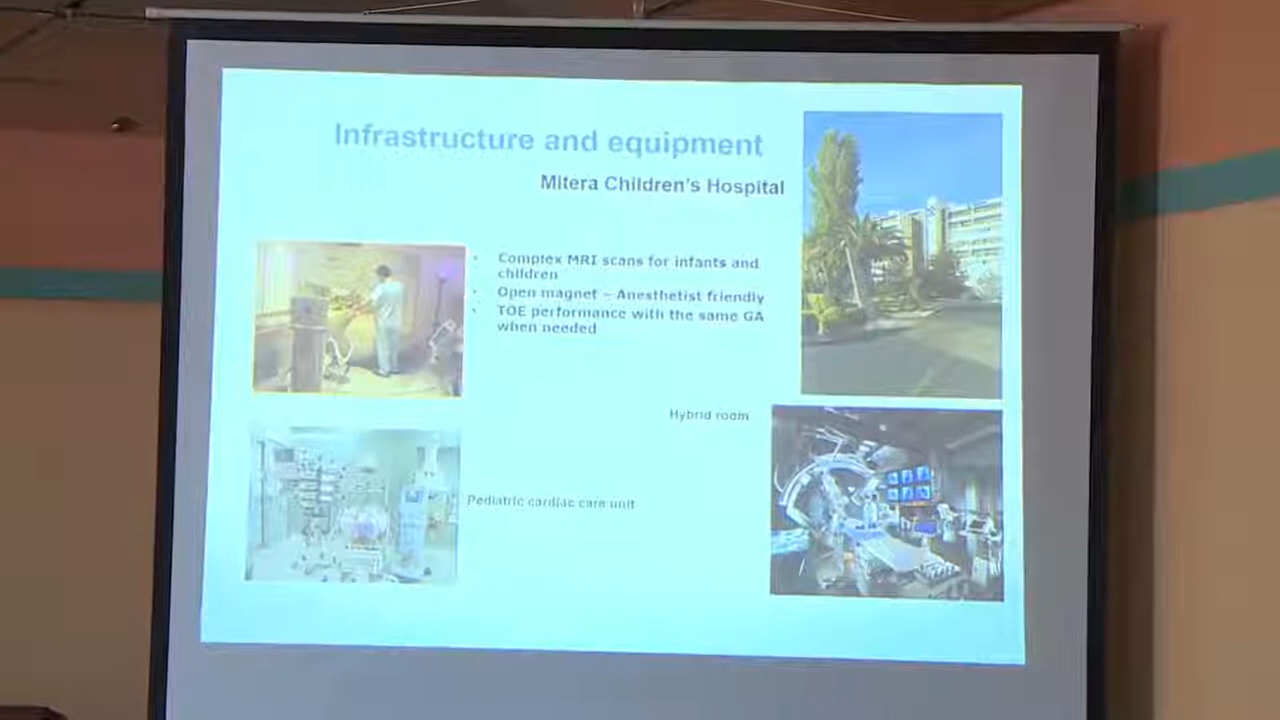 Infrastructure and equipment
Mitera Children's Hospital
• Complex MRI scans for infants and
children
• Open magnet – Anesthetist friendly
• TOE performance with the same GA
when needed
Hybrid room
Pediatric cardiac care unit